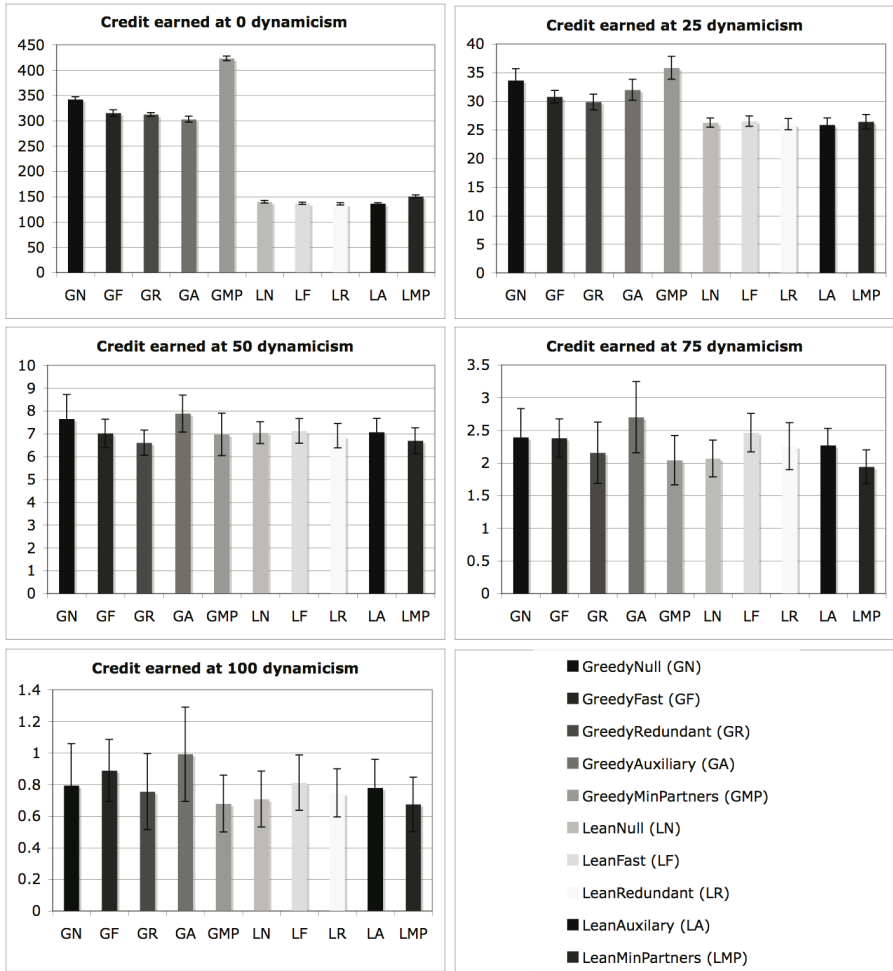 Credit earned at 0 dynamicism
450
400
350
300
250
200
150
100
50
0
GN GF GR GA GMP LN LF LR LA LMP
Credit earned at 25 dynamicism
40
35
30
25
20
15
10
5
0
GN GF GR GA GMP LN LF LR LA LMP
Credit earned at 50 dynamicism
10
9
8
7
6
5
4
3
2
1
0
GN GF GR GA GMP LN LF LR LA LMP
Credit earned at 75 dynamicism
3.5
3
2.5
2
1.5
1
0.5
0
GN GF GR GA GMP LN LF LR LA LMP
Credit earned at 100 dynamicism
1.4
1.2
1
0.8
0.6
0.4
0.2
0
GN GF GR GA GMP LN LF LR LA LMP
GreedyNull (GN)
GreedyFast (GF)
GreedyRedundant (GR)
GreedyAuxiliary (GA)
GreedyMinPartners (GMP)
LeanNull (LN)
LeanFast (LF)
LeanRedundant (LR)
LeanAuxilary (LA)
LeanMinPartners (LMP)